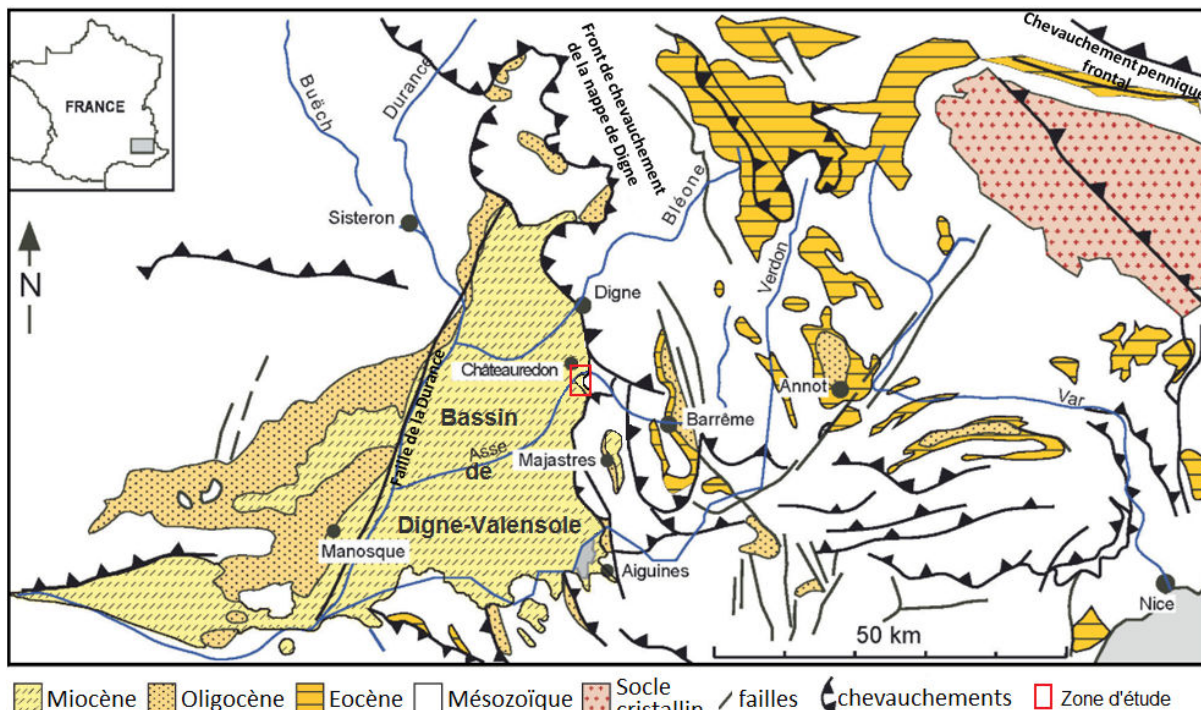 FRANCE
N
Buëch
Durance
Front de chevauchement
de la nappe de Digne
Chevauchement pennique
frontal
Sisteron
Bléone
Verdon
Digne
Faille de la Durance
Châteauredon
Bassin
Asse
de
Digne-Valensole
Barrême
Majastres
Annot
Var
Manosque
Aiguines
Nice
50 km
Miocène
Oligocène
Eocène
Mésozoïque
Socle
cristallin
failles
chevauchements
Zone d'étude